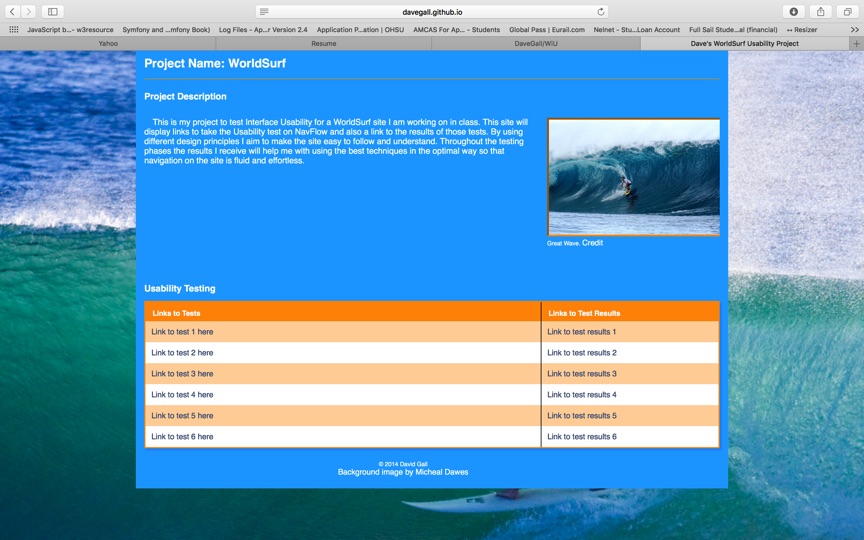 davegall.github.io
JavaScript b...- w3resource Symfony and ...mfony Book) Log Files - Ap...r Version 2.4 Application P...ation | OHSU AMCAS For Ap... - Students Global Pass | Eurail.com Nelnet - Stu...Loan Account Full Sail Stude...al (financial) ↔ Resizer >>
Yahoo Resume DaveGall/WIU Dave's WorldSurf Usability Project +
Project Name: WorldSurf
Project Description
This is my project to test Interface Usability for a WorldSurf site I am working on in class. This site will
display links to take the Usability test on NavFlow and also a link to the results of those tests. By using
different design principles I aim to make the site easy to follow and understand. Throughout the testing
phases the results I receive will help me with using the best techniques in the optimal way so that
navigation on the site is fluid and effortless.
Great Wave. Credit
Usability Testing
Links to Tests Links to Test Results
Link to test 1 here Link to test results 1
Link to test 2 here Link to test results 2
Link to test 3 here Link to test results 3
Link to test 4 here Link to test results 4
Link to test 5 here Link to test results 5
Link to test 6 here Link to test results 6
© 2014 David Gall
Background image by Micheal Dawes